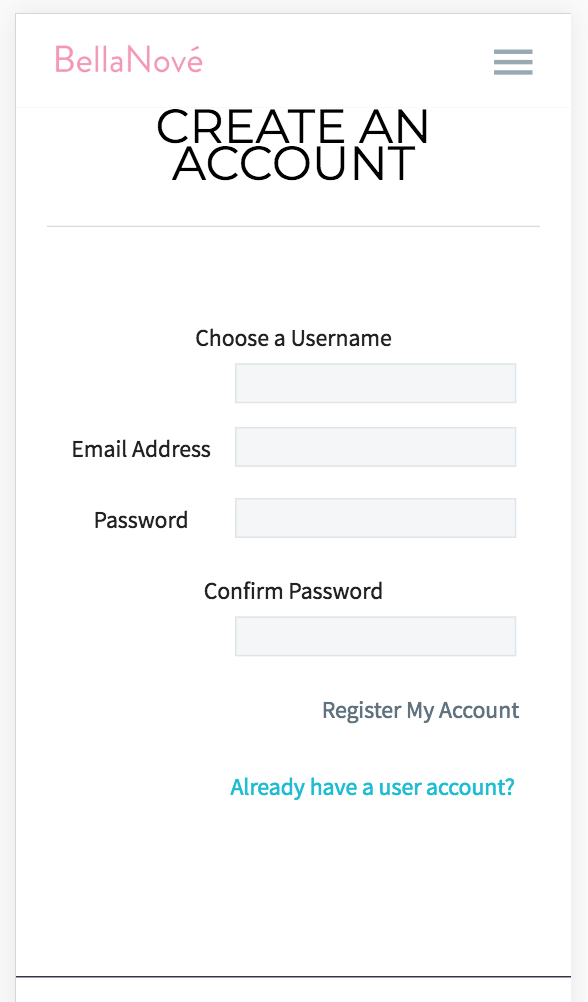 BellaNové
CREATE AN
ACCOUNT
Choose a Username
Email Address
Password
Confirm Password
Register My Account
Already have a user account?